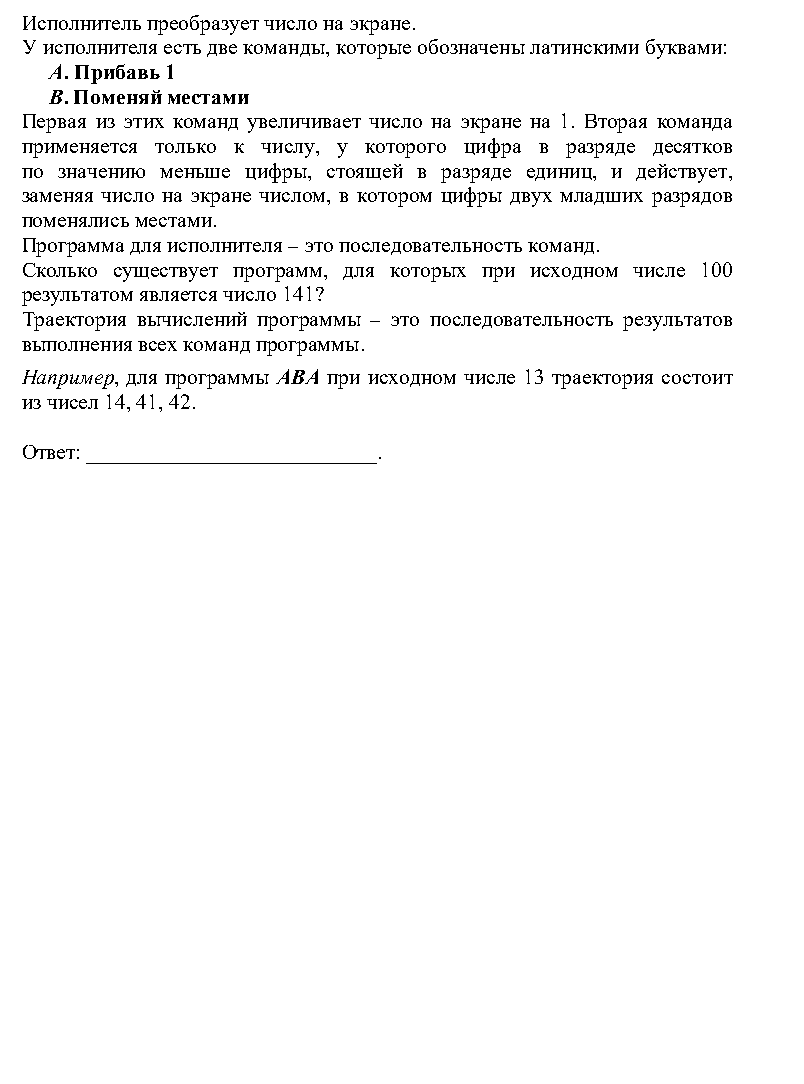 Исполнитель преобразует число на экране.
У исполнителя есть две команды, которые обозначены латинскими буквами:
A. Прибавь 1
B. Поменяй местами
Первая из этих команд увеличивает число на экране на 1. Вторая команда
применяется только к числу, у которого цифра в разряде десятков
по значению меньше цифры, стоящей в разряде единиц, и действует,
заменяя число на экране числом, в котором цифры двух младших разрядов
поменялись местами.
Программа для исполнителя – это последовательность команд.
Сколько существует программ, для которых при исходном числе 100
результатом является число 141?
Траектория вычислений программы – это последовательность результатов
выполнения всех команд программы.
Например, для программы ABA при исходном числе 13 траектория состоит
из чисел 14, 41, 42.
Ответ: ___________________________.